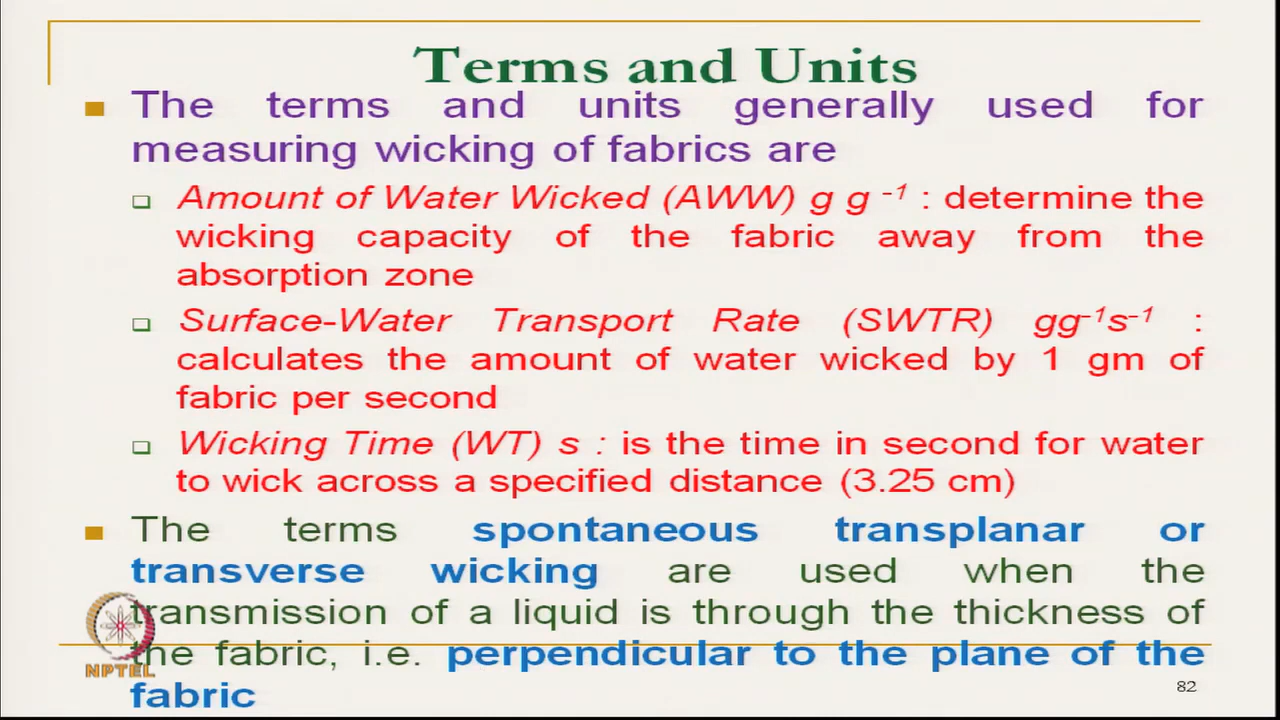 Terms and Units
The terms and units generally used for
measuring wicking of fabrics are
Amount of Water Wicked (AWW) g g -1 : determine the
wicking capacity of the fabric away from the
absorption zone
Surface-Water Transport Rate (SWTR) gg-1s-1 :
calculates the amount of water wicked by 1 gm of
fabric per second
Wicking Time (WT) s : is the time in second for water
to wick across a specified distance (3.25 cm)
The terms spontaneous transplanar or
transverse wicking are used when the
transmission of a liquid is through the thickness of
the fabric, i.e. perpendicular to the plane of the
fabric
NPTEL
82